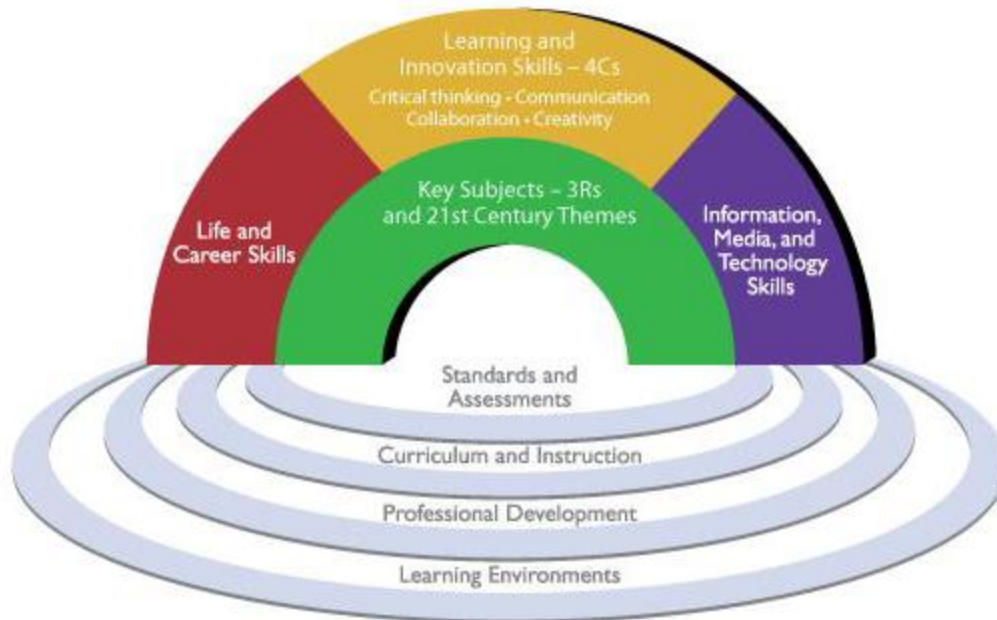 Learning and
Innovation Skills – 4Cs
Critical thinking • Communication
Collaboration • Creativity
Key Subjects – 3Rs
and 21st Century Themes
Life and
Career Skills
Information,
Media, and
Technology
Skills
Standards and
Assessments
Curriculum and Instruction
Professional Development
Learning Environments